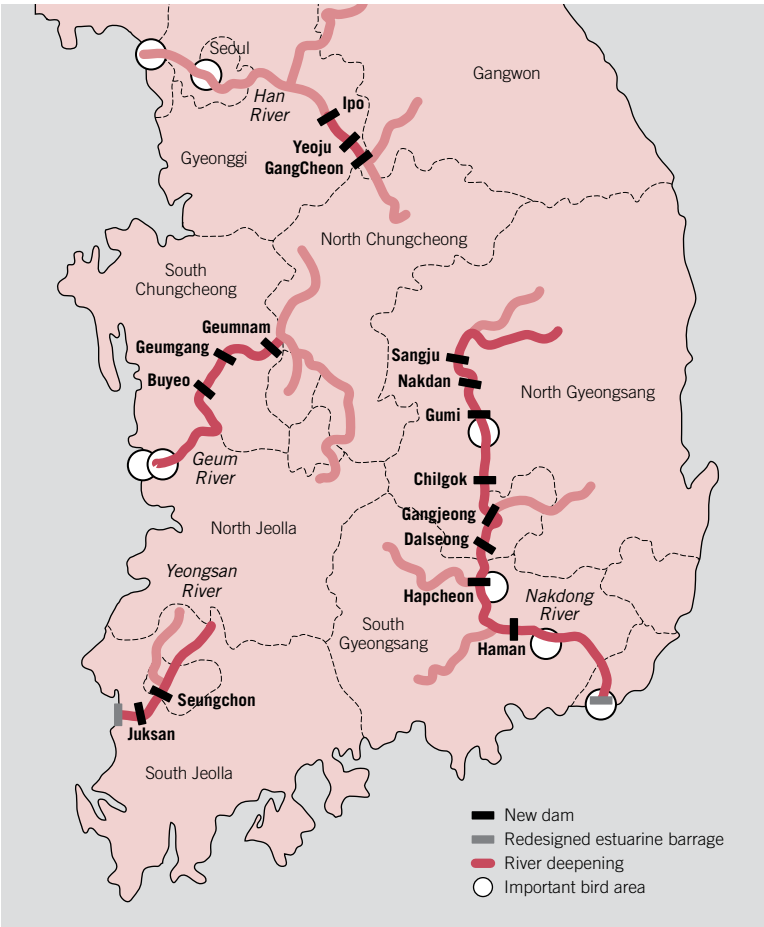 Seoul
Gangwon
Han
River
Ipo
Yeoju
GangCheon
Gyeonggi
North Chungcheong
South
Chungcheong
Geumnam
Geumgang
Buyeo
Sangju
Nakdan
North Gyeongsang
Gumi
Geum
River
Chilgok
Gangjeong
Dalseong
North Jeolla
Yeongsan
River
Hapcheon
Nakdong
River
South
Gyeongsang
Haman
Seungchon
Juksan
South Jeolla
New dam
Redesigned estuarine barrage
River deepening
Important bird area